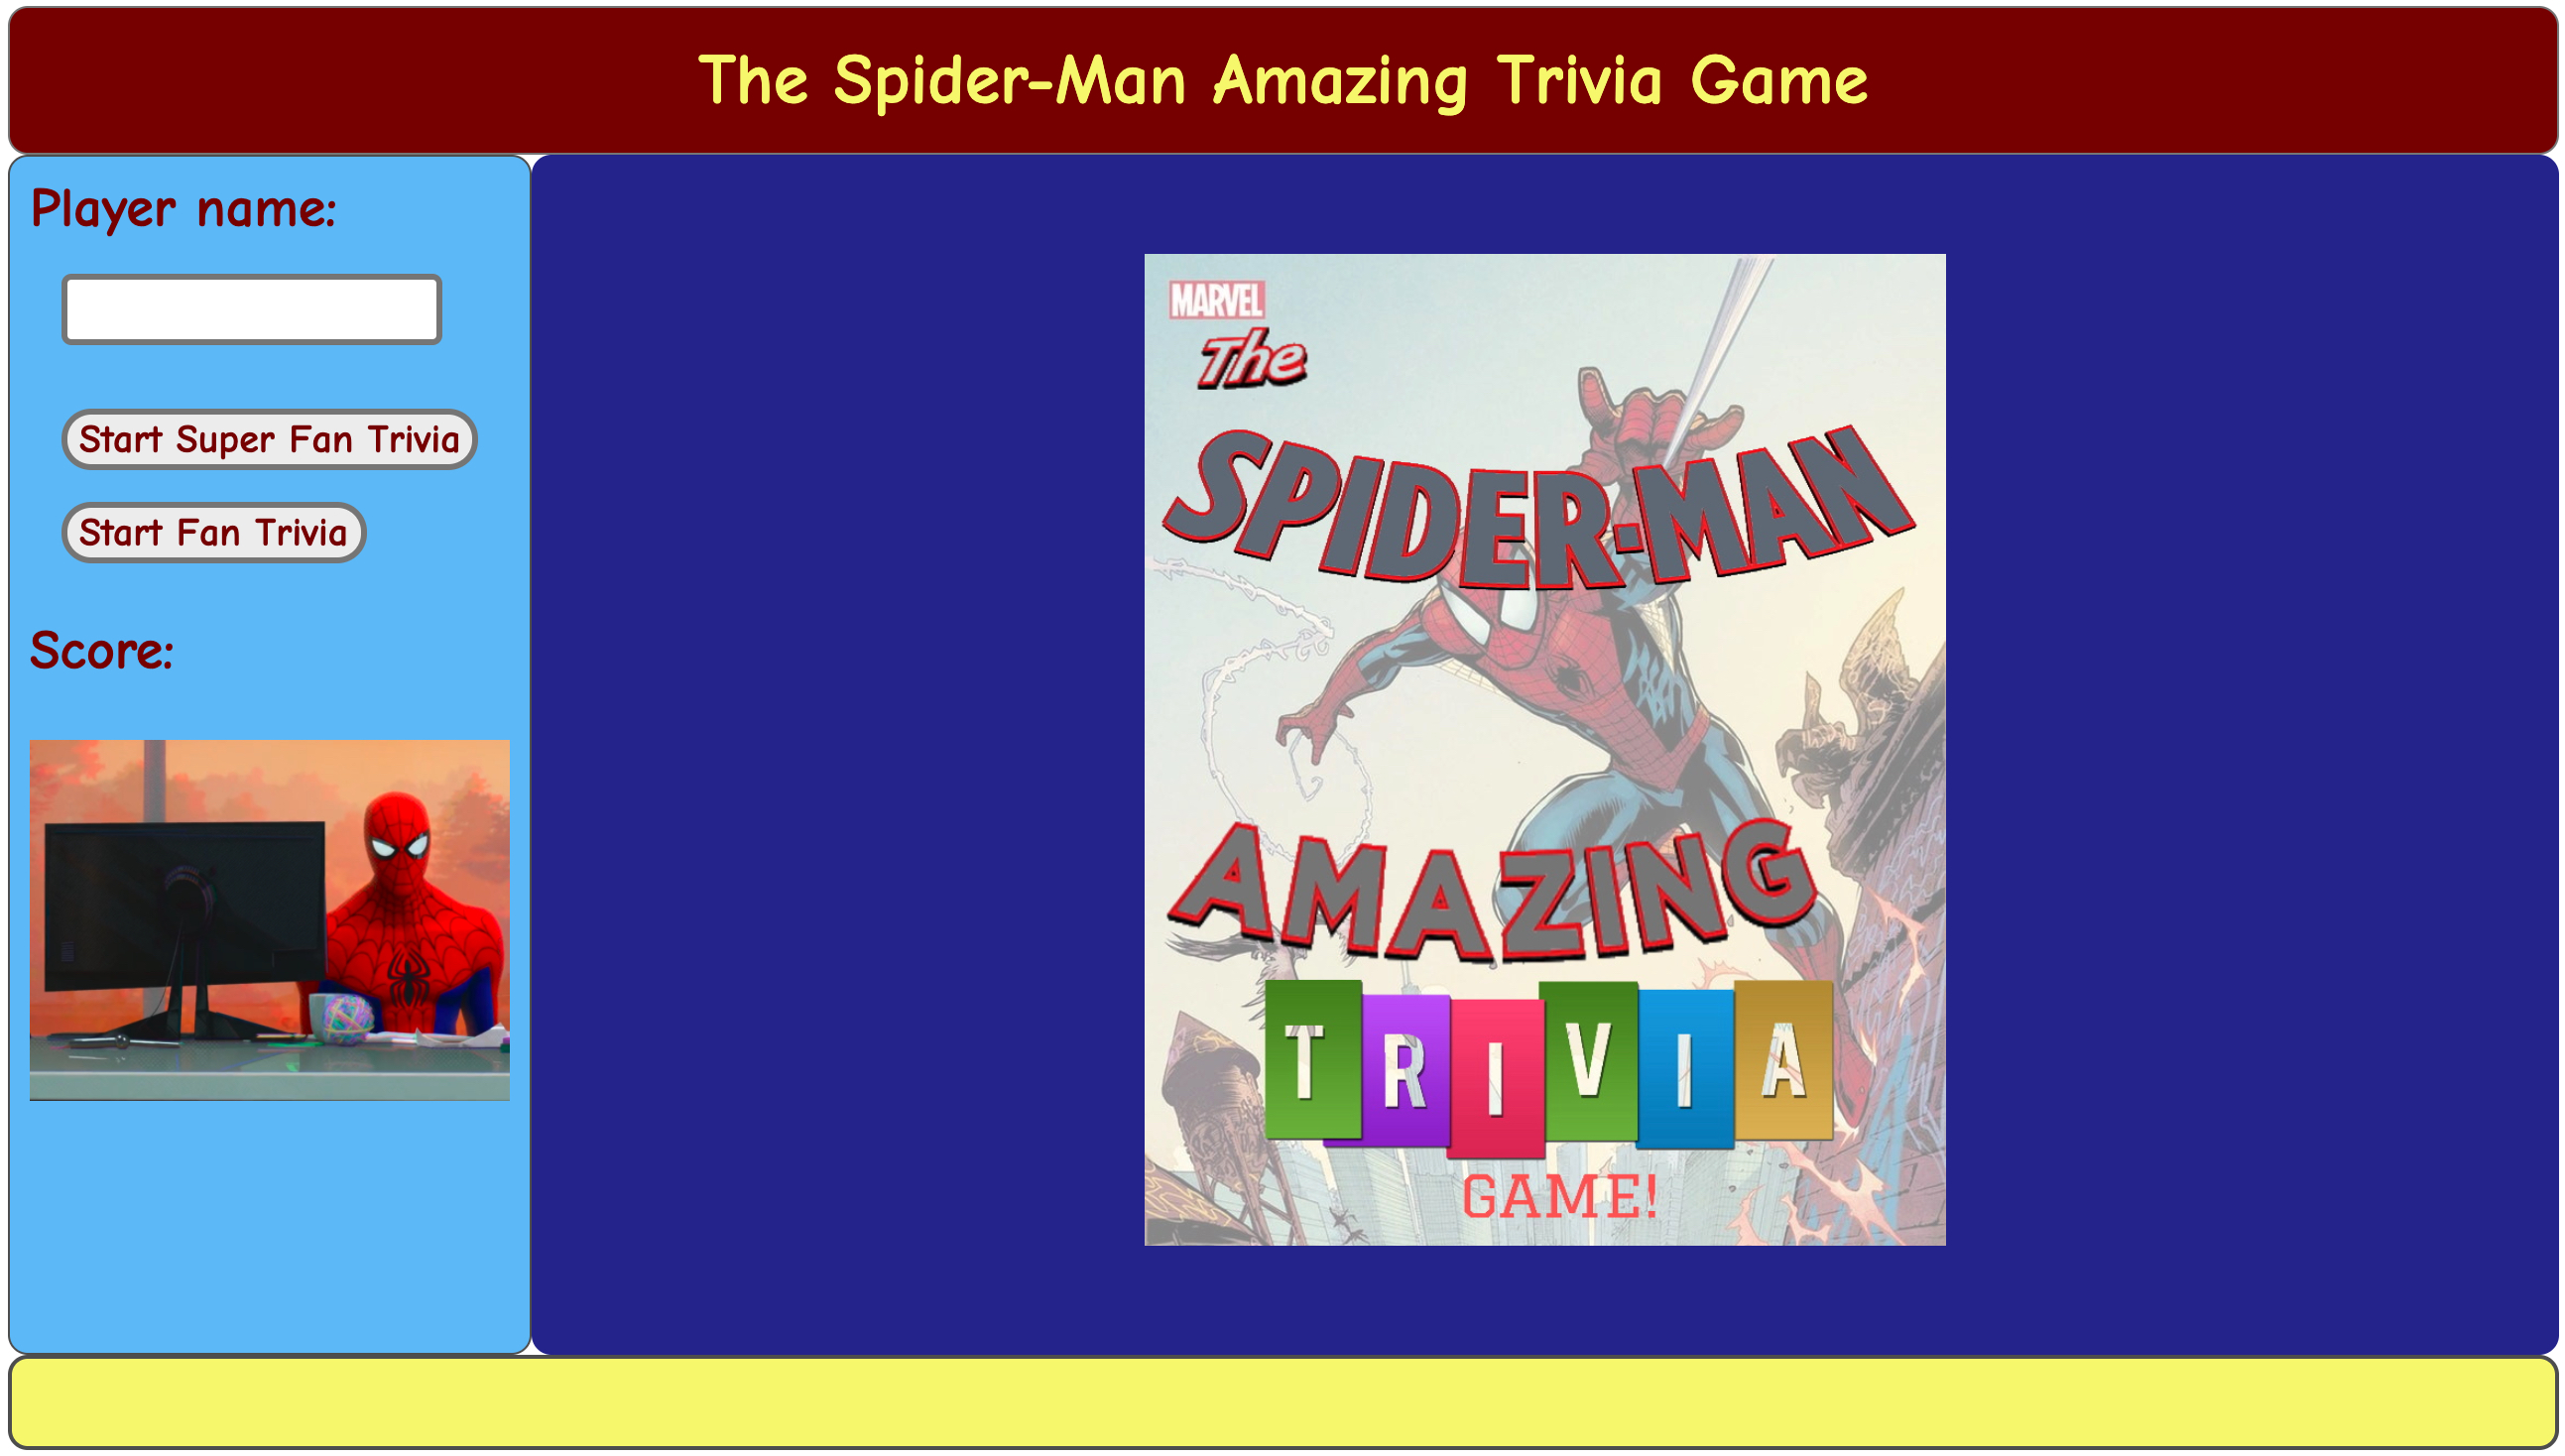 The Spider-Man Amazing Trivia Game
Player name:
Start Super Fan Trivia
Start Fan Trivia
Score:
MARVEL
The
SPIDER-MAN
AMAZING
TRIVIA
GAME!